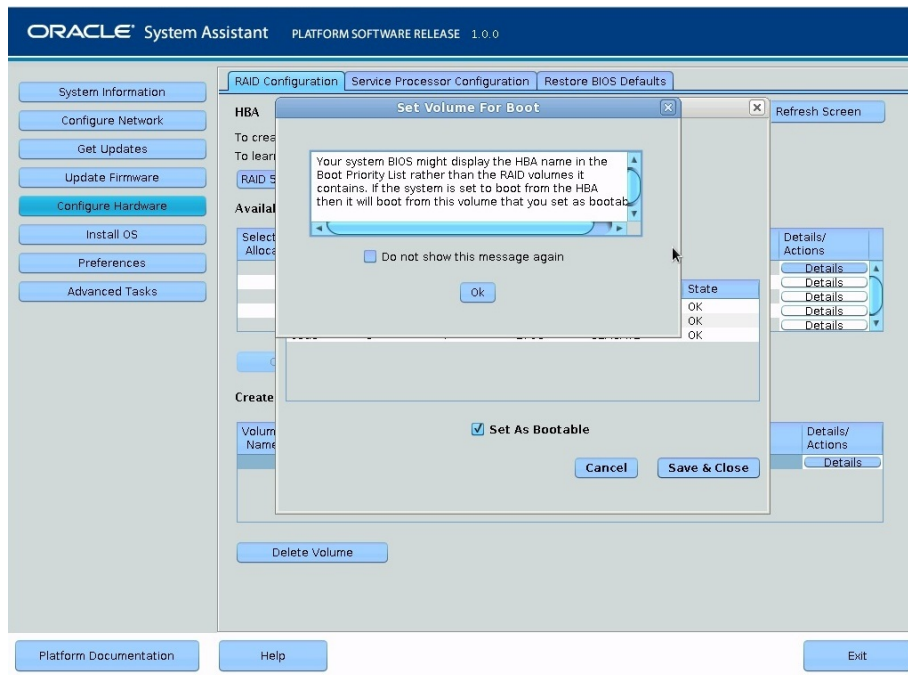 ORACLE System Assistant PLATFORM SOFTWARE RELEASE 1.0.0
System Information
Configure Network
Get Updates
Update Firmware
Configure Hardware
Install OS
Preferences
Advanced Tasks
RAID Configuration
Service Processor Configuration
Restore BIOS Defaults
HBA
Refresh Screen
To crea
To lear
RAID S
Availal
Select
Alloca
Details/
Actions
Details
Details
Details
Details
Details
Set Volume For Boot
Your system BIOS might display the HBA name in the
Boot Priority List rather than the RAID volumes it
contains. If the system is set to boot from the HBA
then it will boot from this volume that you set as bootab
Do not show this message again
Ok
State
OK
OK
OK
Set As Bootable
Cancel
Save & Close
Create
Volum
Name
Details/
Actions
Details
Delete Volume
Platform Documentation
Help
Exit